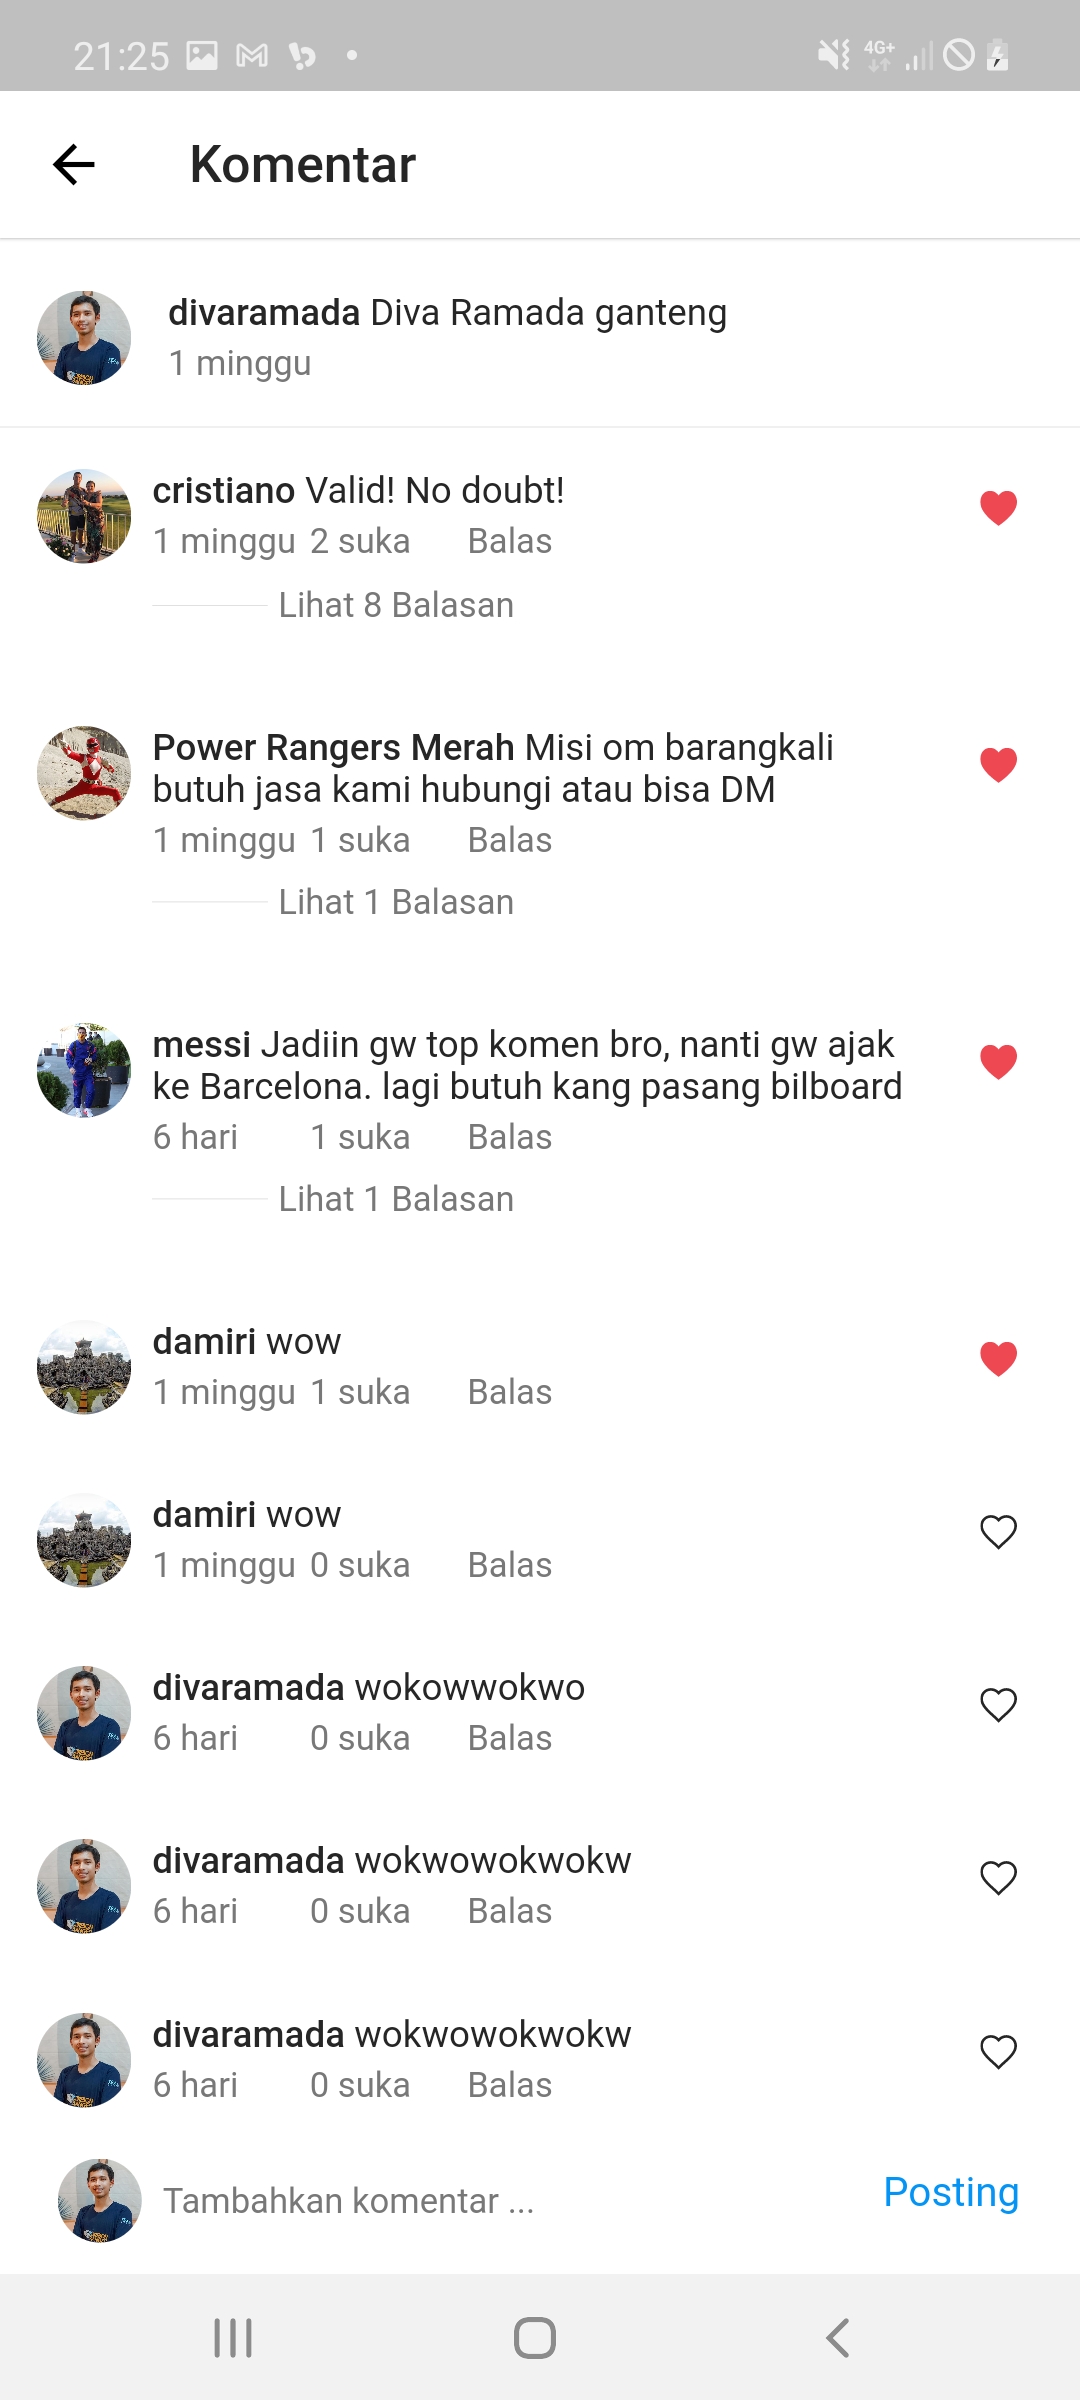 21:25
4G+
Komentar
divaramada Diva Ramada ganteng
1 minggu
cristiano Valid! No doubt!
1 minggu 2 suka Balas
Lihat 8 Balasan
Power Rangers Merah Misi om barangkali
butuh jasa kami hubungi atau bisa DM
1 minggu 1 suka Balas
Lihat 1 Balasan
messi Jadiin gw top komen bro, nanti gw ajak
ke Barcelona. lagi butuh kang pasang bilboard
6 hari 1 suka Balas
Lihat 1 Balasan
damiri wow
1 minggu 1 suka Balas
damiri wow
1 minggu 0 suka Balas
divaramada wokowwokwo
6 hari 0 suka Balas
divaramada wokwowokwokw
6 hari 0 suka Balas
divaramada wokwowokwokw
6 hari 0 suka Balas
Tambahkan komentar ...
Posting